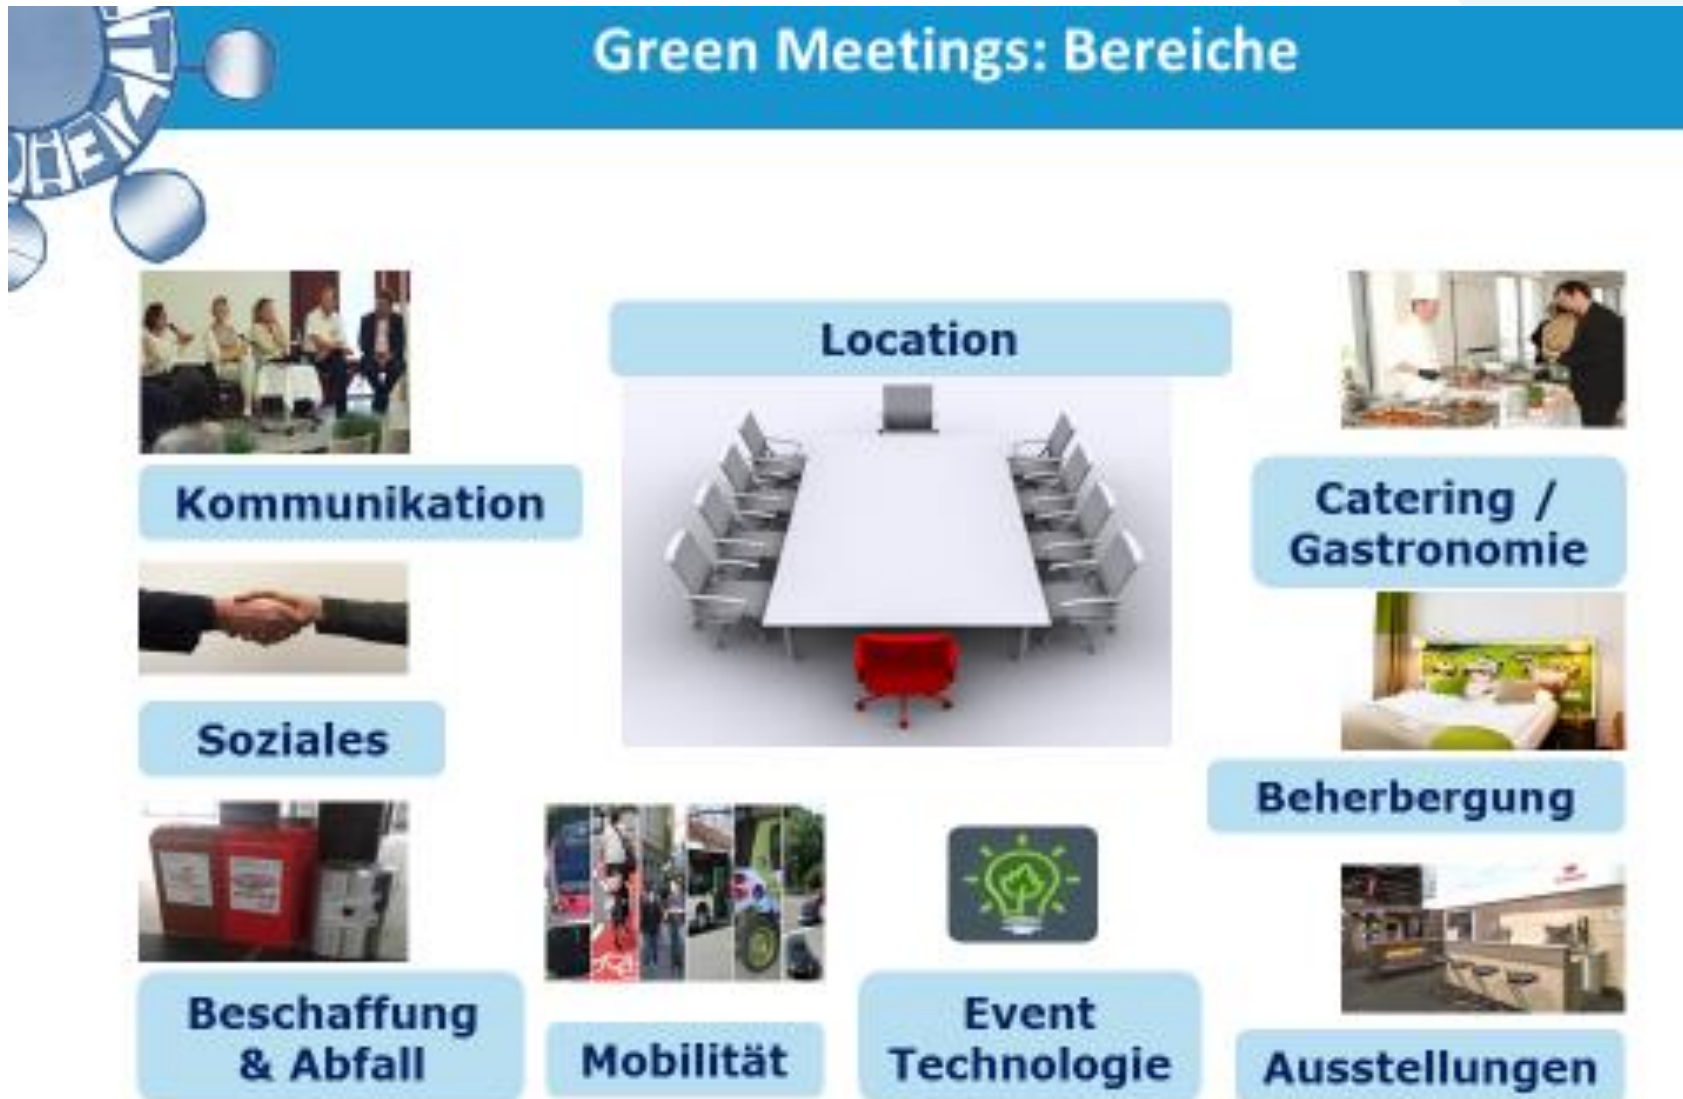 Green Meetings: Bereiche
Location
Kommunikation
Catering /
Gastronomie
Soziales
Beherbergung
Beschaffung
& Abfall
Mobilität
Event
Technologie
Ausstellungen